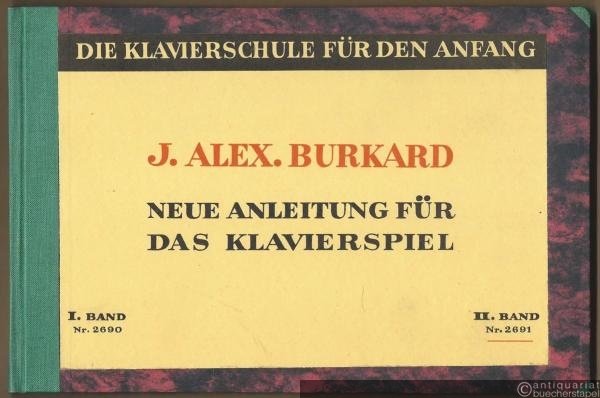 DIE KLAVIERSCHULE FÜR DEN ANFANG
J. ALEX. BURKARD
NEUE ANLEITUNG FÜR
DAS KLAVIERSPIEL
I. BAND
Nr. 2690
II. BAND
Nr. 2691
antiquariat
buecherstapel